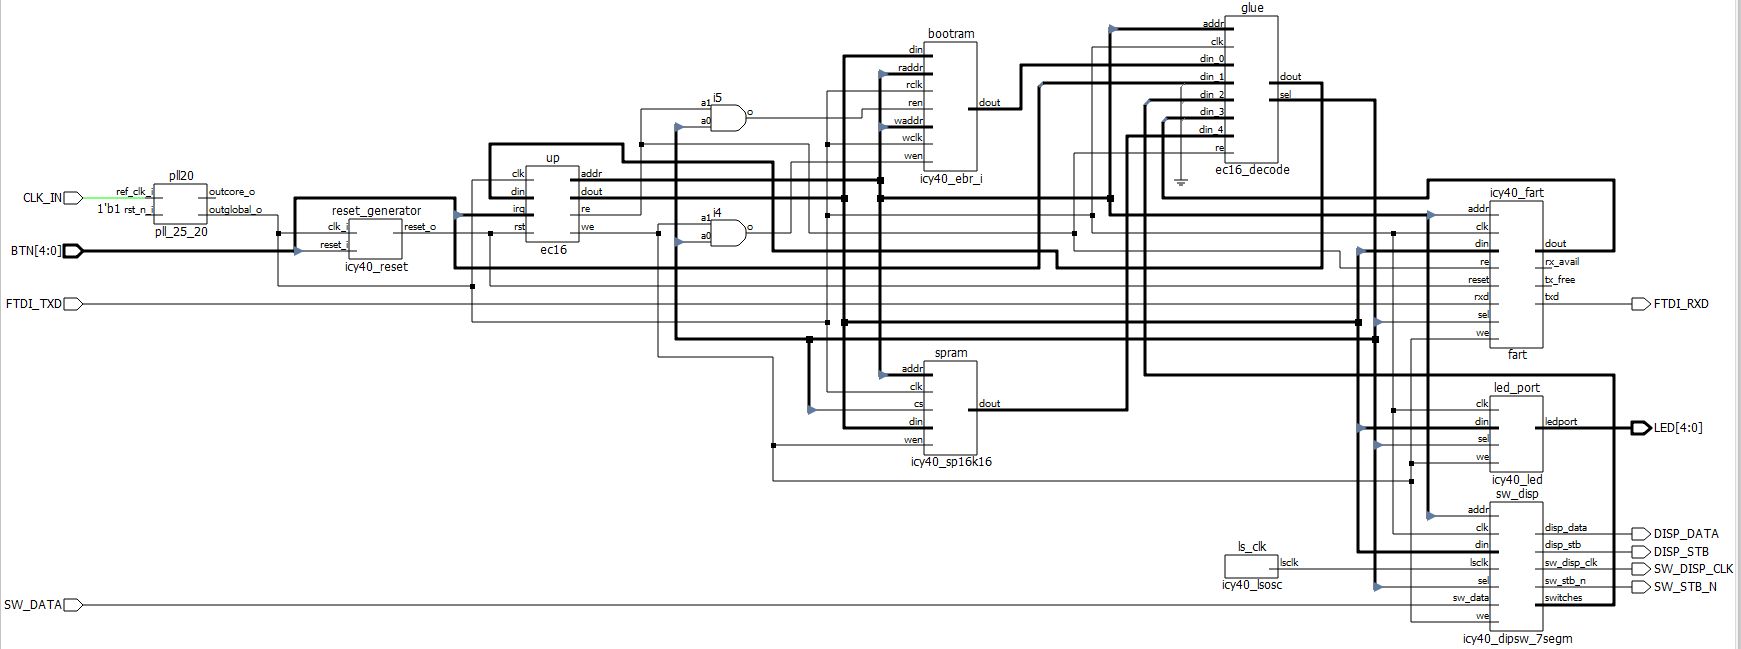 CLK_IN
BTN[4:0]
FTDI_TXD
SW_DATA
pll20
ref_clk_i
1'b1 rst_n_i
outcore_o
outglobal_o
pll_25_20
reset_generator
clk_i
reset_i
reset_o
icy40_reset
up
clk
din
irq
rst
addr
dout
re
we
ec16
i5
a1
a0
o
i4
a1
a0
o
bootram
din
raddr
rclk
ren
waddr
wclk
wen
dout
icy40_ebr_i
spram
addr
clk
cs
din
wen
dout
icy40_sp16k16
glue
addr
clk
din_0
din_1
din_2
din_3
din_4
re
dout
sel
ec16_decode
ls_clk
lsclk
icy40_lsosc
icy40_fart
addr
clk
din
re
reset
rxd
sel
we
dout
rx_avail
tx_free
txd
fart
led_port
clk
din
sel
we
ledport
icy40_led
sw_disp
addr
clk
din
lsclk
sel
sw_data
we
disp_data
disp_stb
sw_disp_clk
sw_stb_n
switches
icy40_dipsw_7segm
FTDI_RXD
LED[4:0]
DISP_DATA
DISP_STB
SW_DISP_CLK
SW_STB_N